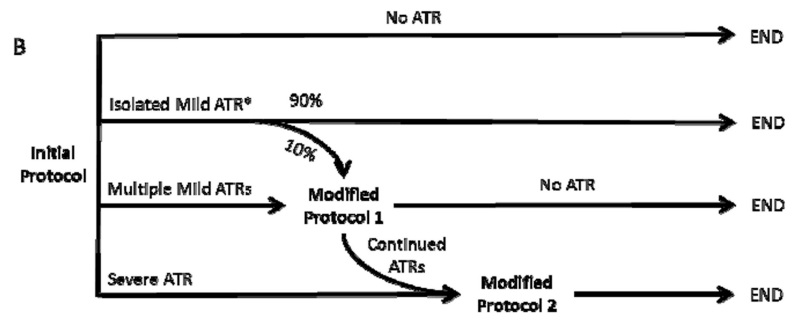 No ATR
END
B
Isolated Mild ATR*
90%
END
10%
Initial
Protocol
Multiple Mild ATRs
Modified
Protocol 1
No ATR
END
Continued
ATRs
Severe ATR
Modified
Protocol 2
END